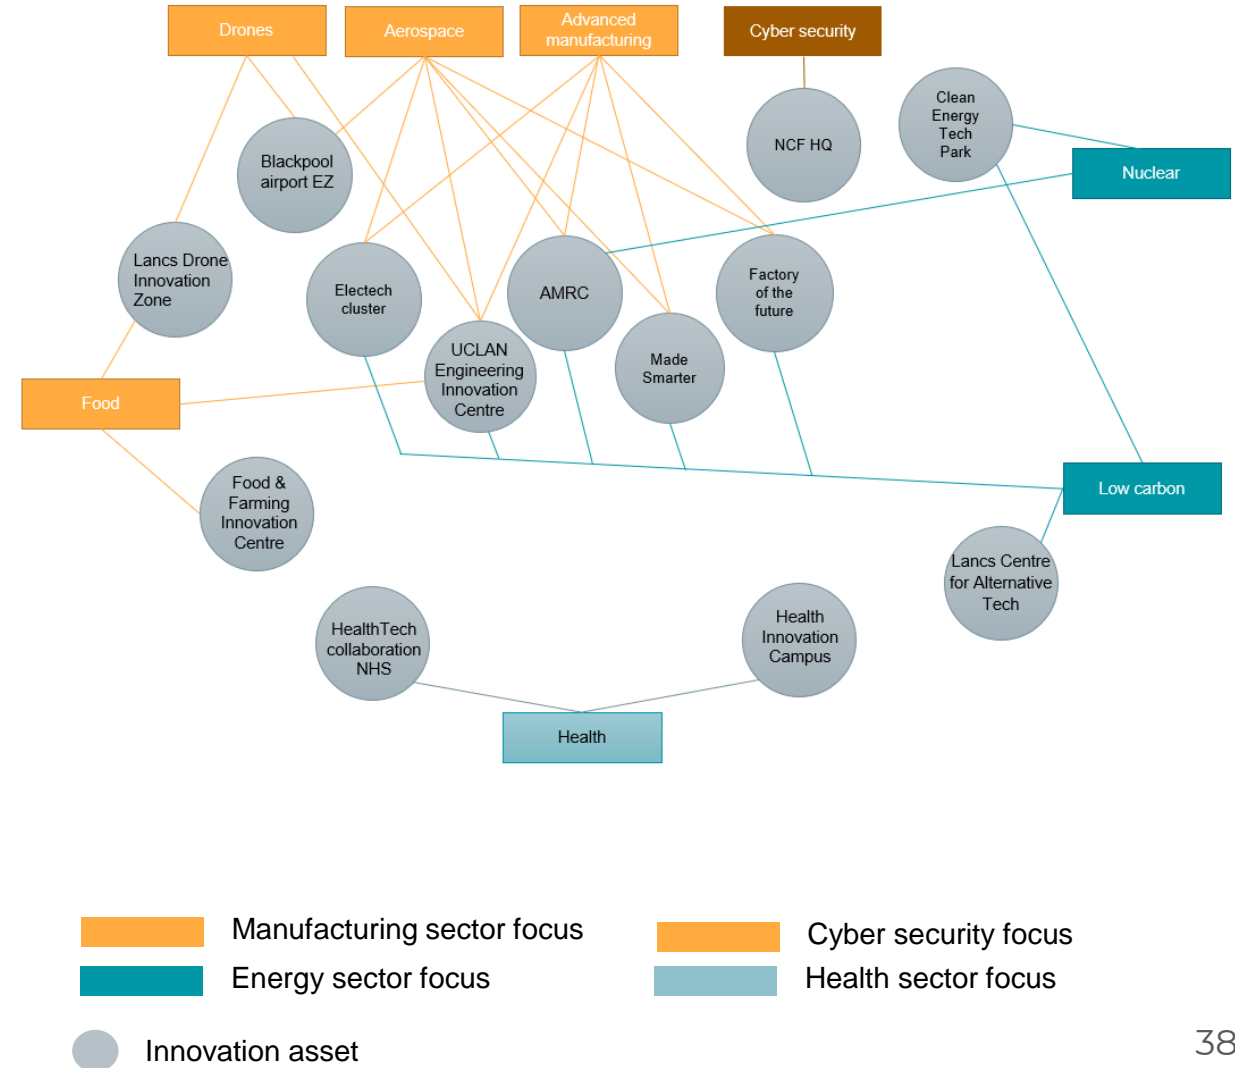 Drones
Aerospace
Advanced
manufacturing
Cyber security
Clean
Energy
Tech
Park
NCF HQ
Nuclear
Blackpool
airport EZ
Lancs Drone
Innovation
Zone
Electech
cluster
AMRC
Factory
of the
future
UCLAN
Engineering
Innovation
Centre
Made
Smarter
Food
Food &
Farming
Innovation
Centre
Low carbon
Lancs Centre
for Alternative
Tech
HealthTech
collaboration
NHS
Health
Innovation
Campus
Health
Manufacturing sector focus
Cyber security focus
Energy sector focus
Health sector focus
Innovation asset
38